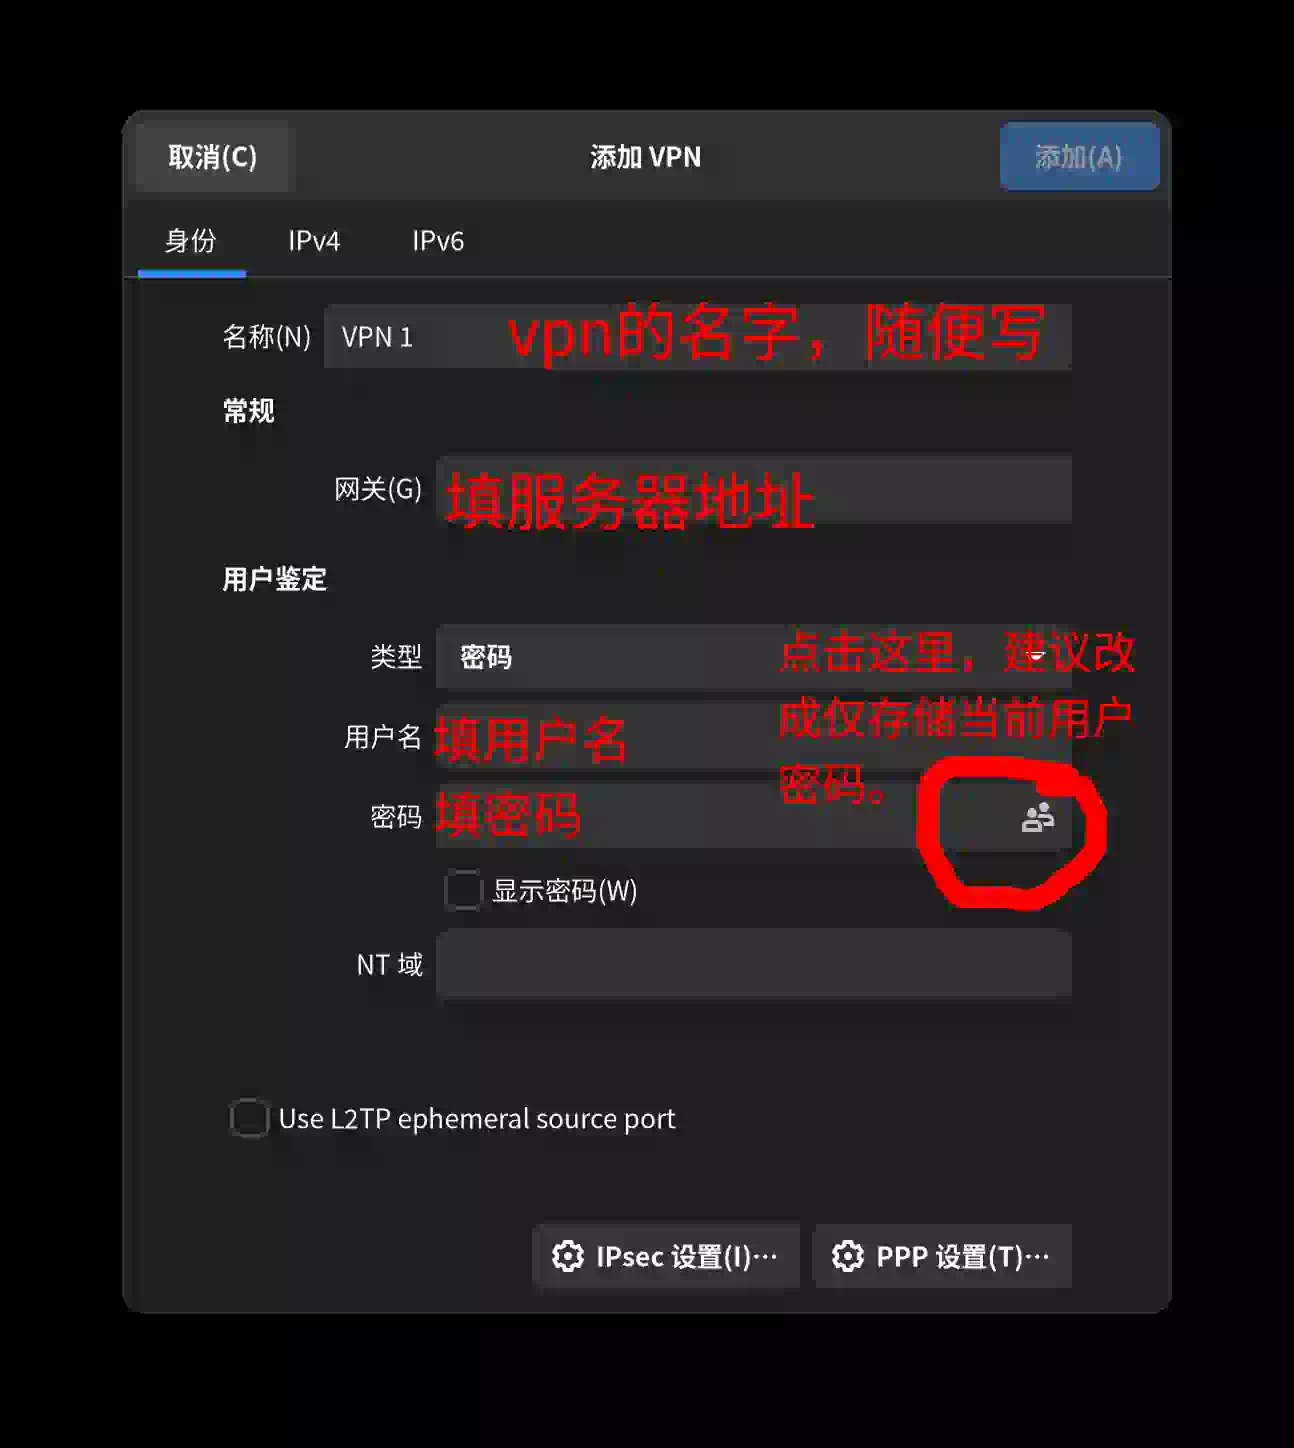 取消(C) 添加 VPN 添加(A)
身份 IPv4 IPv6
名称(N) VPN 1 vpn的名字，随便写
常规
网关(G) 填服务器地址
用户鉴定
类型 密码
点击这里，建议改
成仅存储当前用户
密码。
用户名 填用户名
密码 填密码
显示密码(W)
NT 域
Use L2TP ephemeral source port
IPsec 设置(I)… PPP 设置(T)…